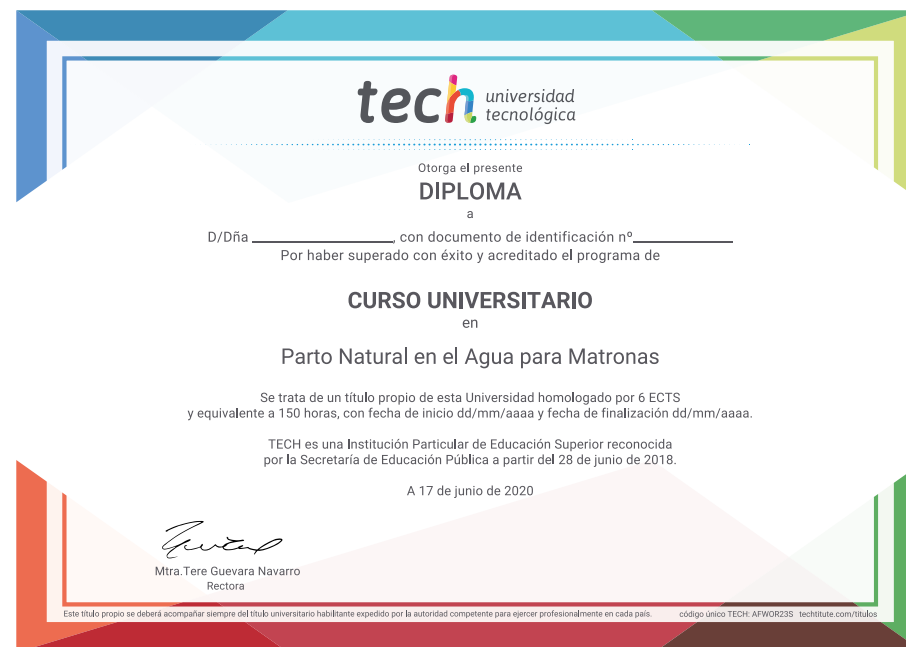 tech universidad
tecnológica
Otorga el presente
DIPLOMA
a
D/Dña ____________________, con documento de identificación nº______________
Por haber superado con éxito y acreditado el programa de
CURSO UNIVERSITARIO
en
Parto Natural en el Agua para Matronas
Se trata de un título propio de esta Universidad homologado por 6 ECTS
y equivalente a 150 horas, con fecha de inicio dd/mm/aaaa y fecha de finalización dd/mm/aaaa.
TECH es una Institución Particular de Educación Superior reconocida
por la Secretaría de Educación Pública a partir del 28 de junio de 2018.
A 17 de junio de 2020
Mtra.Tere Guevara Navarro
Rectora
Este título propio se deberá acompañar siempre del título universitario habilitante expedido por la autoridad competente para ejercer profesionalmente en cada país. código único TECH: AFWOR23S techtitute.com/titulos